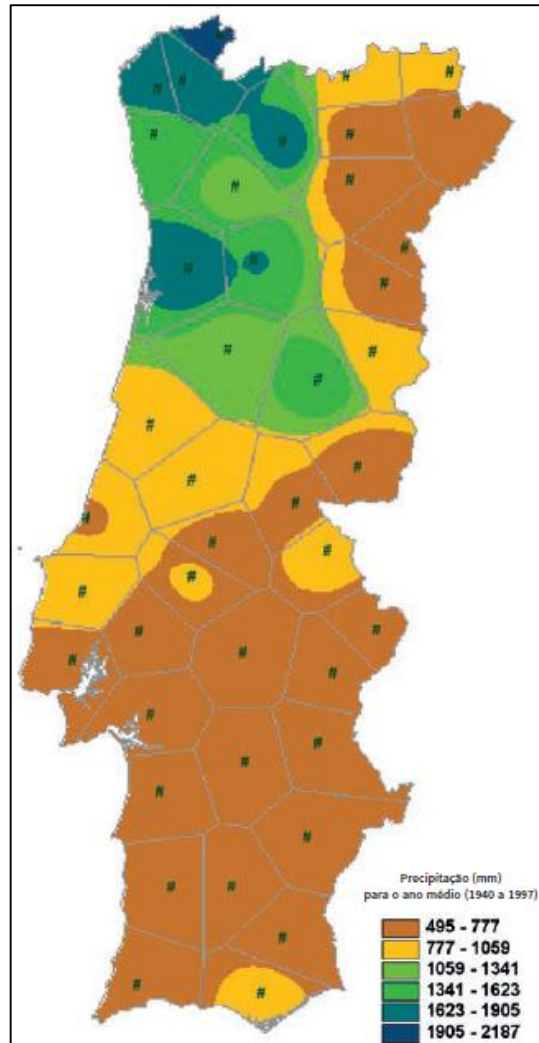 Precipitação (mm)
para o ano médio (1940 a 1997)
495 - 777
777 - 1059
1059 - 1341
1341 - 1623
1623 - 1905
1905 - 2187